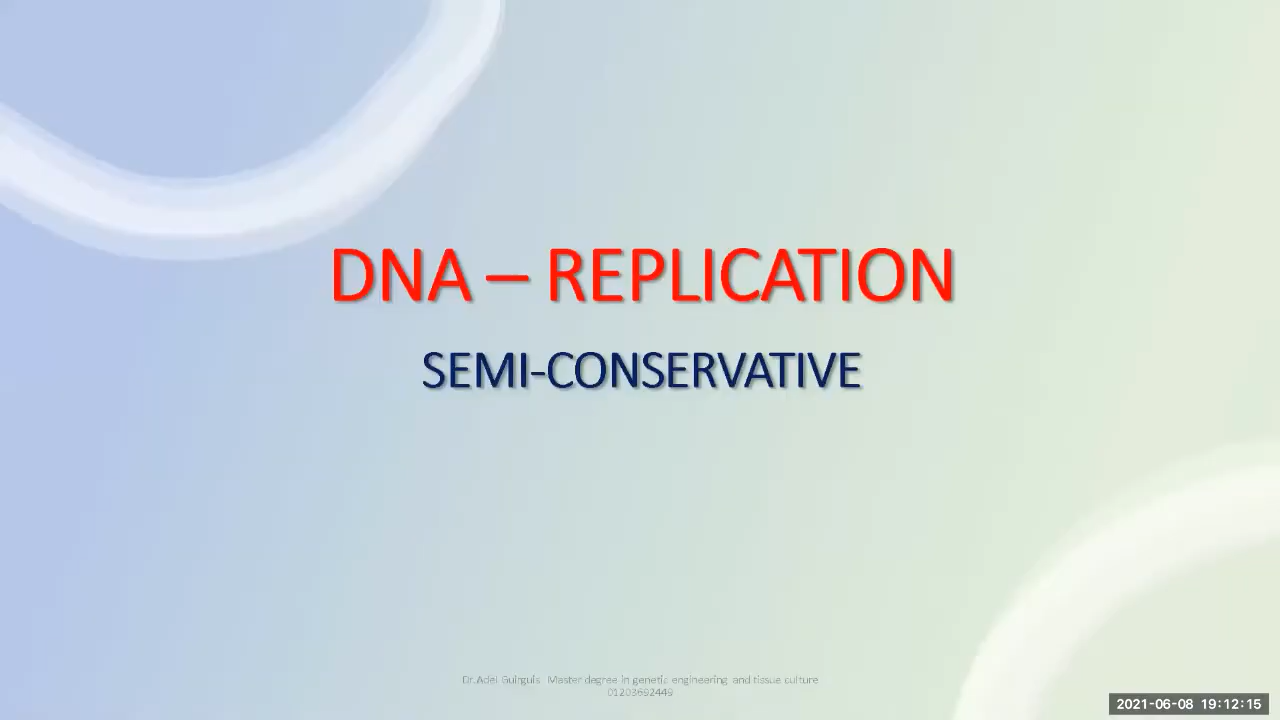 DNA – REPLICATION
SEMI-CONSERVATIVE
Dr.Adel Guirguis Master degree in genetic engineering and tissue culture
01203692449
2021-06-08 19:12:15